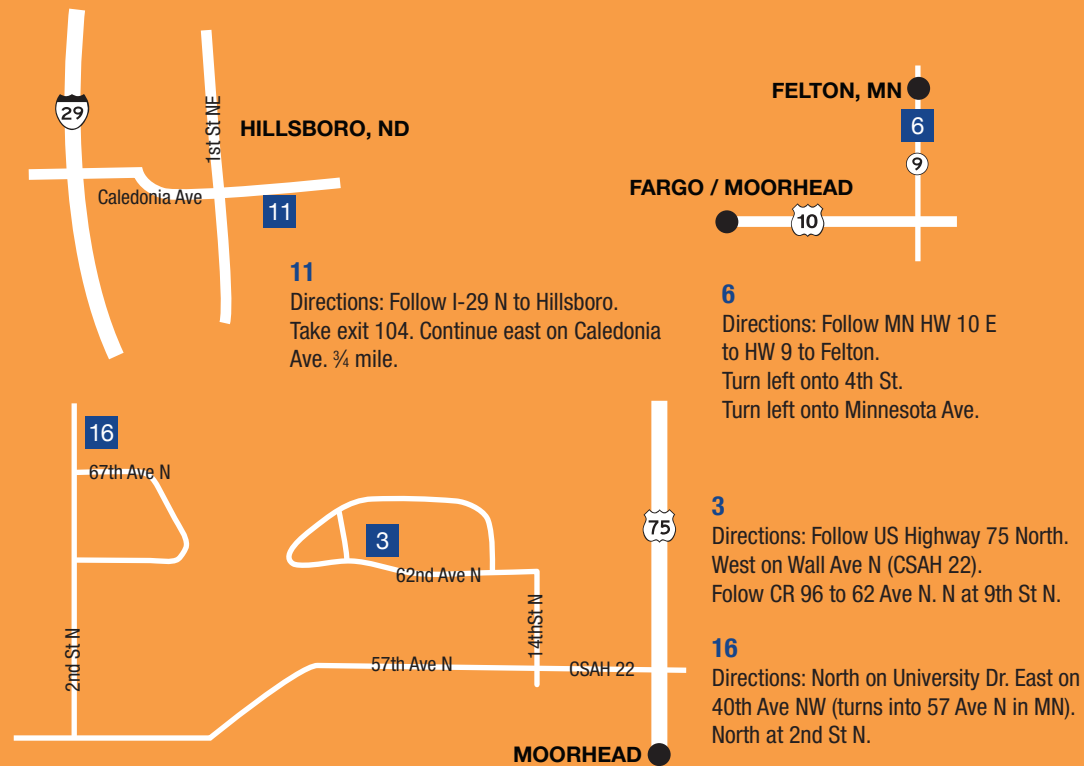 29
1st St NE
HILLSBORO, ND
Caledonia Ave
11
11
Directions: Follow I-29 N to Hillsboro.
Take exit 104. Continue east on Caledonia
Ave. ¾ mile.
FELTON, MN
6
9
FARGO / MOORHEAD
10
6
Directions: Follow MN HW 10 E
to HW 9 to Felton.
Turn left onto 4th St.
Turn left onto Minnesota Ave.
16
67th Ave N
2nd St N
3
62nd Ave N
14thSt N
57th Ave N
CSAH 22
75
MOORHEAD
3
Directions: Follow US Highway 75 North.
West on Wall Ave N (CSAH 22).
Folow CR 96 to 62 Ave N. N at 9th St N.
16
Directions: North on University Dr. East on
40th Ave NW (turns into 57 Ave N in MN).
North at 2nd St N.